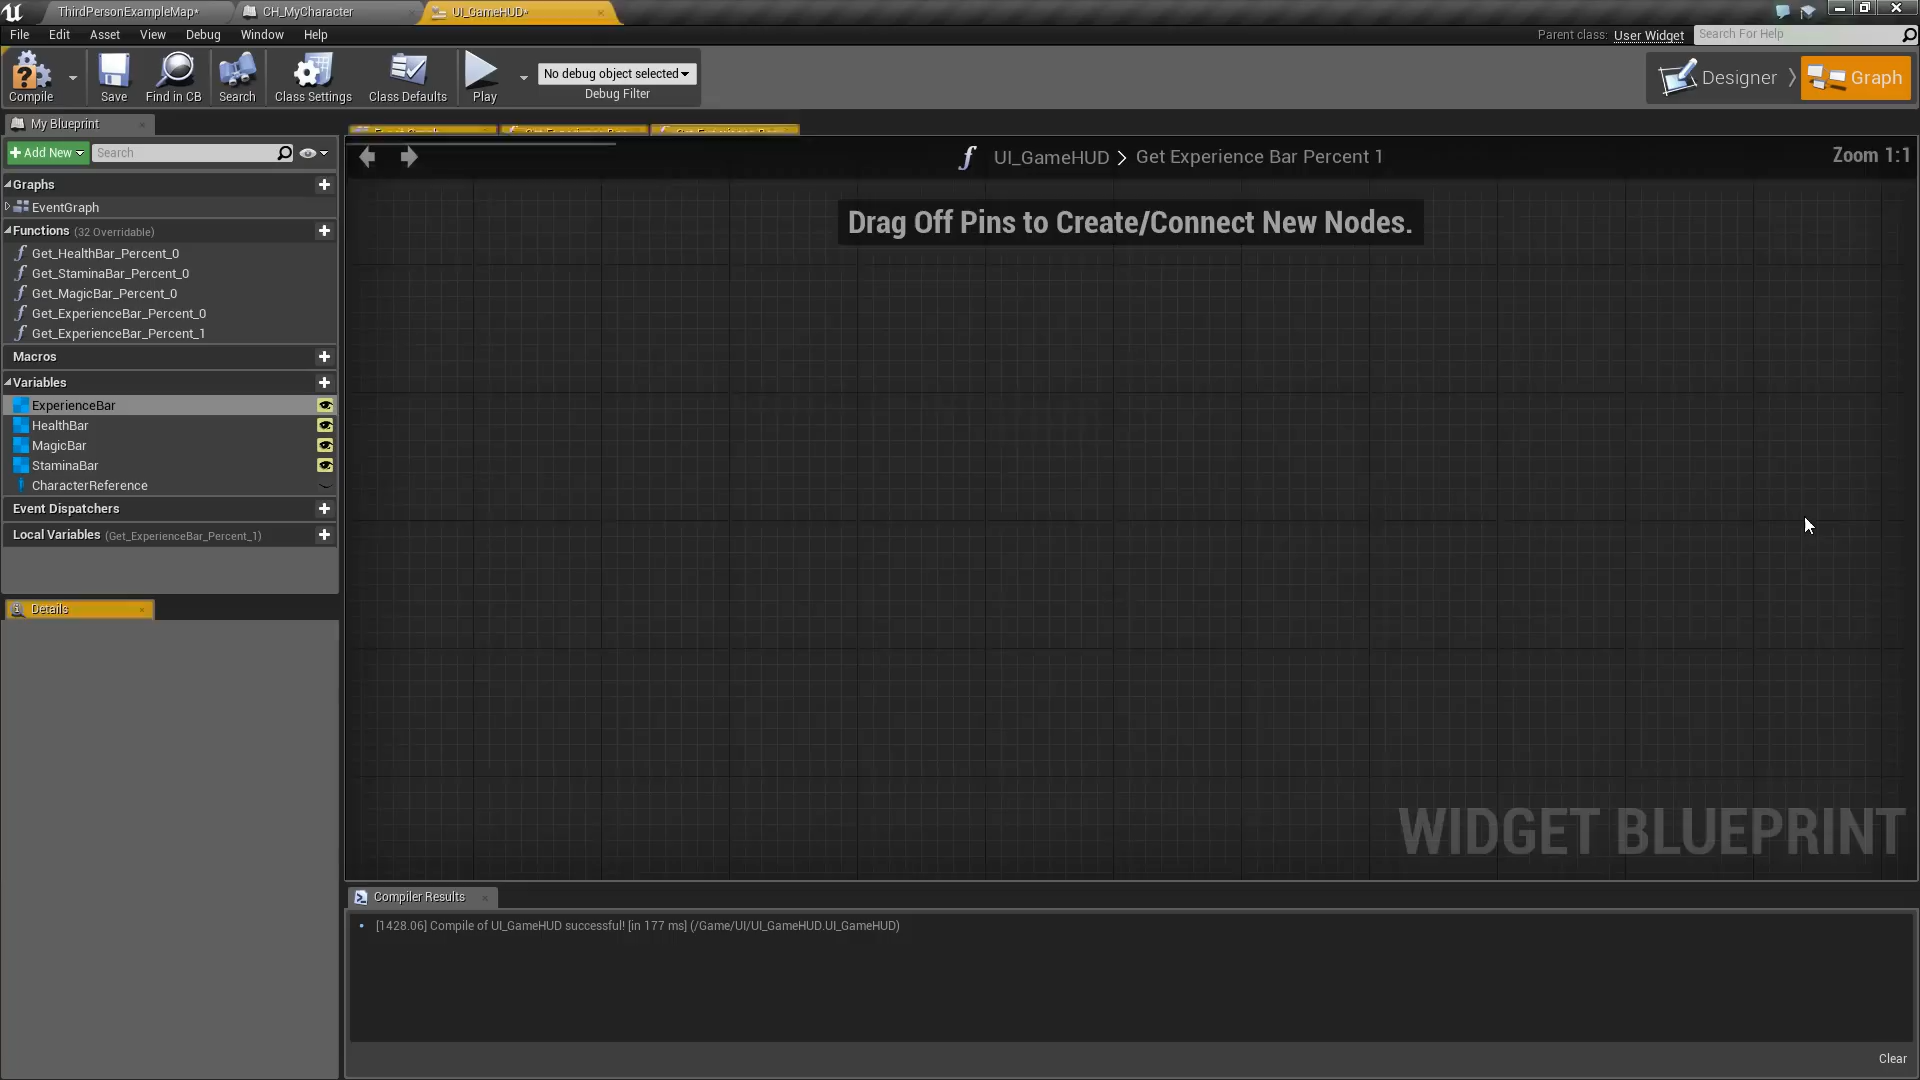 ThirdPersonExampleMap*
CH_MyCharacter
UI_GameHUD*
File Edit Asset View Debug Window Help
Parent class: User Widget
Search For Help
Compile
Save
Find in CB
Search
Class Settings
Class Defaults
Play
No debug object selected
Debug Filter
Designer
Graph
My Blueprint
Add New
Search
Graphs
EventGraph
Functions (32 Overridable)
Get_HealthBar_Percent_0
Get_StaminaBar_Percent_0
Get_MagicBar_Percent_0
Get_ExperienceBar_Percent_0
Get_ExperienceBar_Percent_1
Macros
Variables
ExperienceBar
HealthBar
MagicBar
StaminaBar
CharacterReference
Event Dispatchers
Local Variables (Get_ExperienceBar_Percent_1)
Details
UI_GameHUD > Get Experience Bar Percent 1
Zoom 1:1
Drag Off Pins to Create/Connect New Nodes.
WIDGET BLUEPRINT
Compiler Results
[1428.06] Compile of UI_GameHUD successful! [in 177 ms] (/Game/UI/UI_GameHUD.UI_GameHUD)
Clear